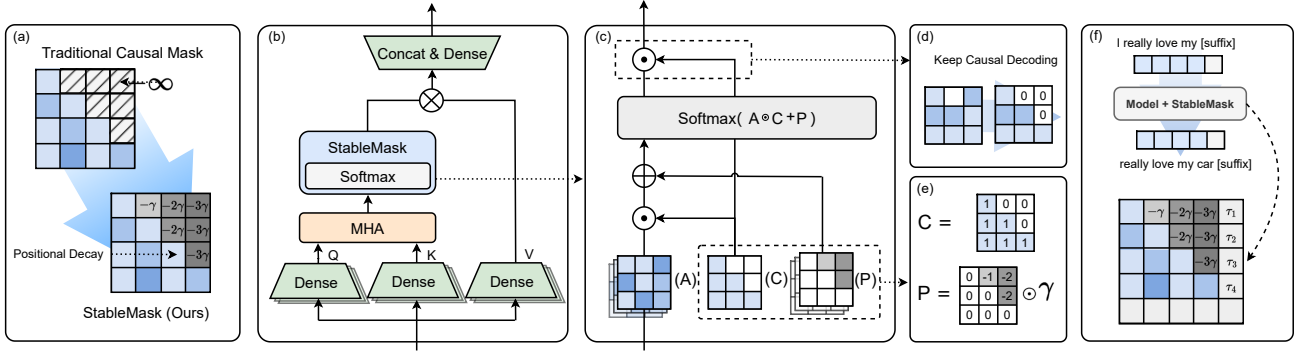 (a)
Traditional Causal Mask
∞
−γ −2γ −3γ
−2γ −3γ
−3γ
Positional Decay
StableMask (Ours)
(b)
Concat & Dense
StableMask
Softmax
MHA
Q K V
Dense Dense Dense
(c)
Softmax( A⊙C+P )
(A) (C) (P)
(d)
Keep Causal Decoding
0 0
0
(e)
C =
1 0 0
1 1 0
1 1 1
P =
0 -1 -2
0 0 -2
0 0 0
⊙γ
(f)
I really love my [suffix]
Model + StableMask
really love my car [suffix]
−γ −2γ −3γ τ1
−2γ −3γ τ2
−3γ τ3
τ4